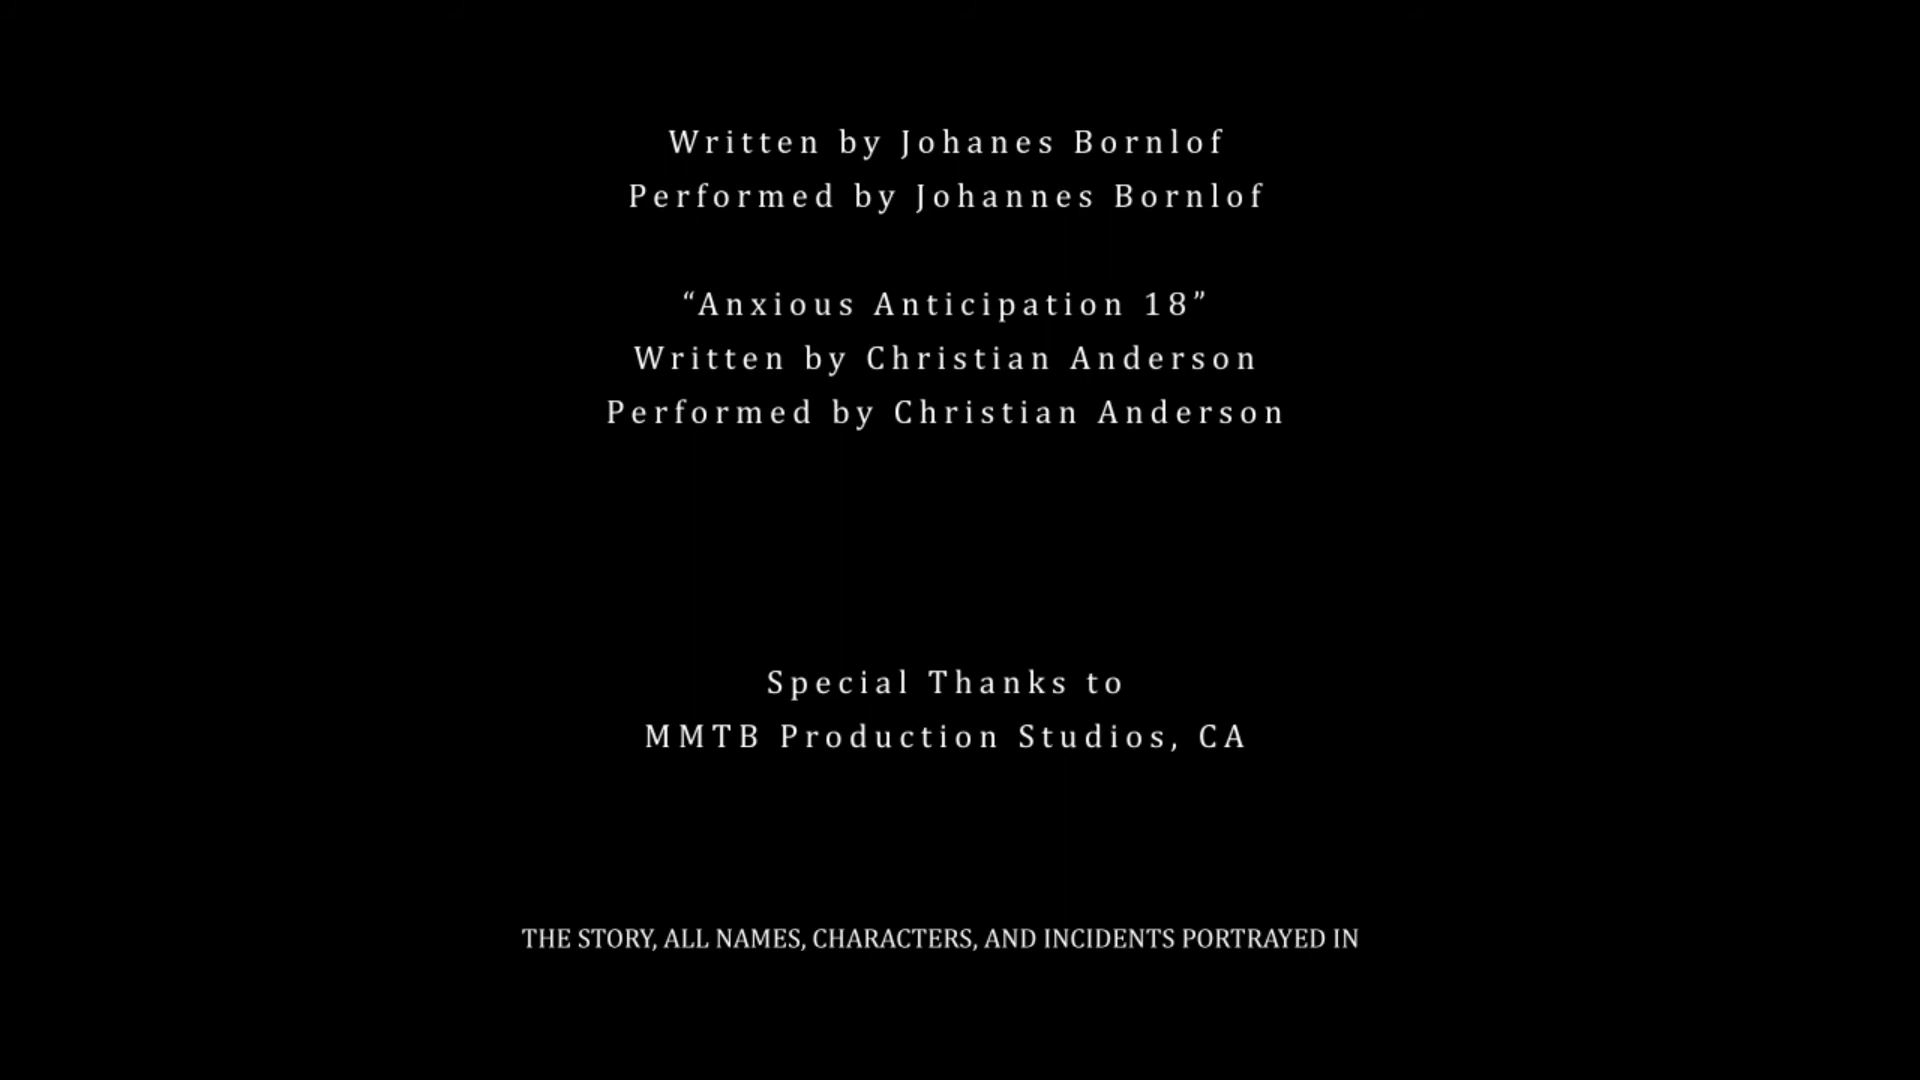 Written by Johanes Bornlof
Performed by Johannes Bornlof
“Anxious Anticipation 18”
Written by Christian Anderson
Performed by Christian Anderson
Special Thanks to
MMTB Production Studios, CA
THE STORY, ALL NAMES, CHARACTERS, AND INCIDENTS PORTRAYED IN